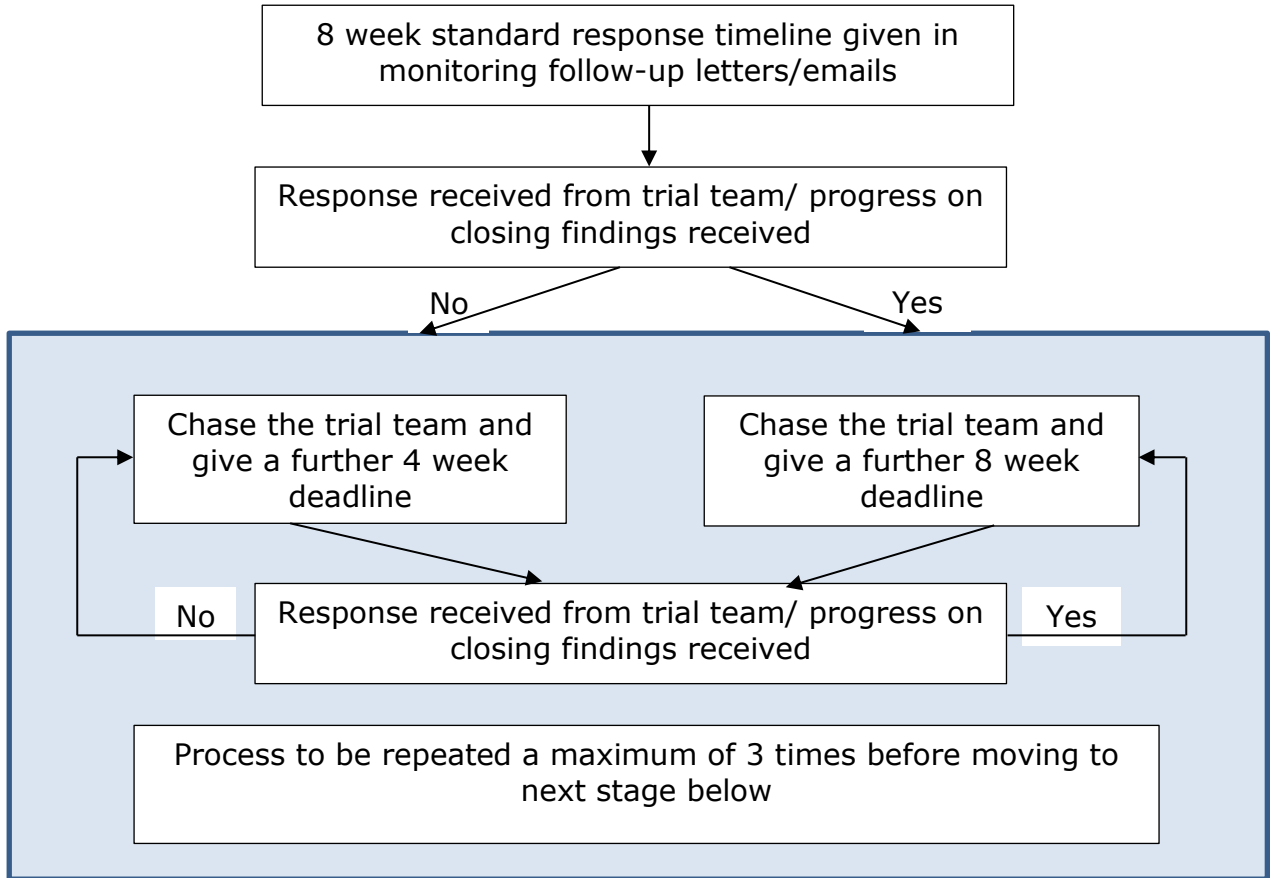 8 week standard response timeline given in
monitoring follow-up letters/emails
Response received from trial team/ progress on
closing findings received
No
Yes
Chase the trial team and
give a further 4 week
deadline
Chase the trial team and
give a further 8 week
deadline
No
Response received from trial team/ progress on
closing findings received
Yes
Process to be repeated a maximum of 3 times before moving to
next stage below